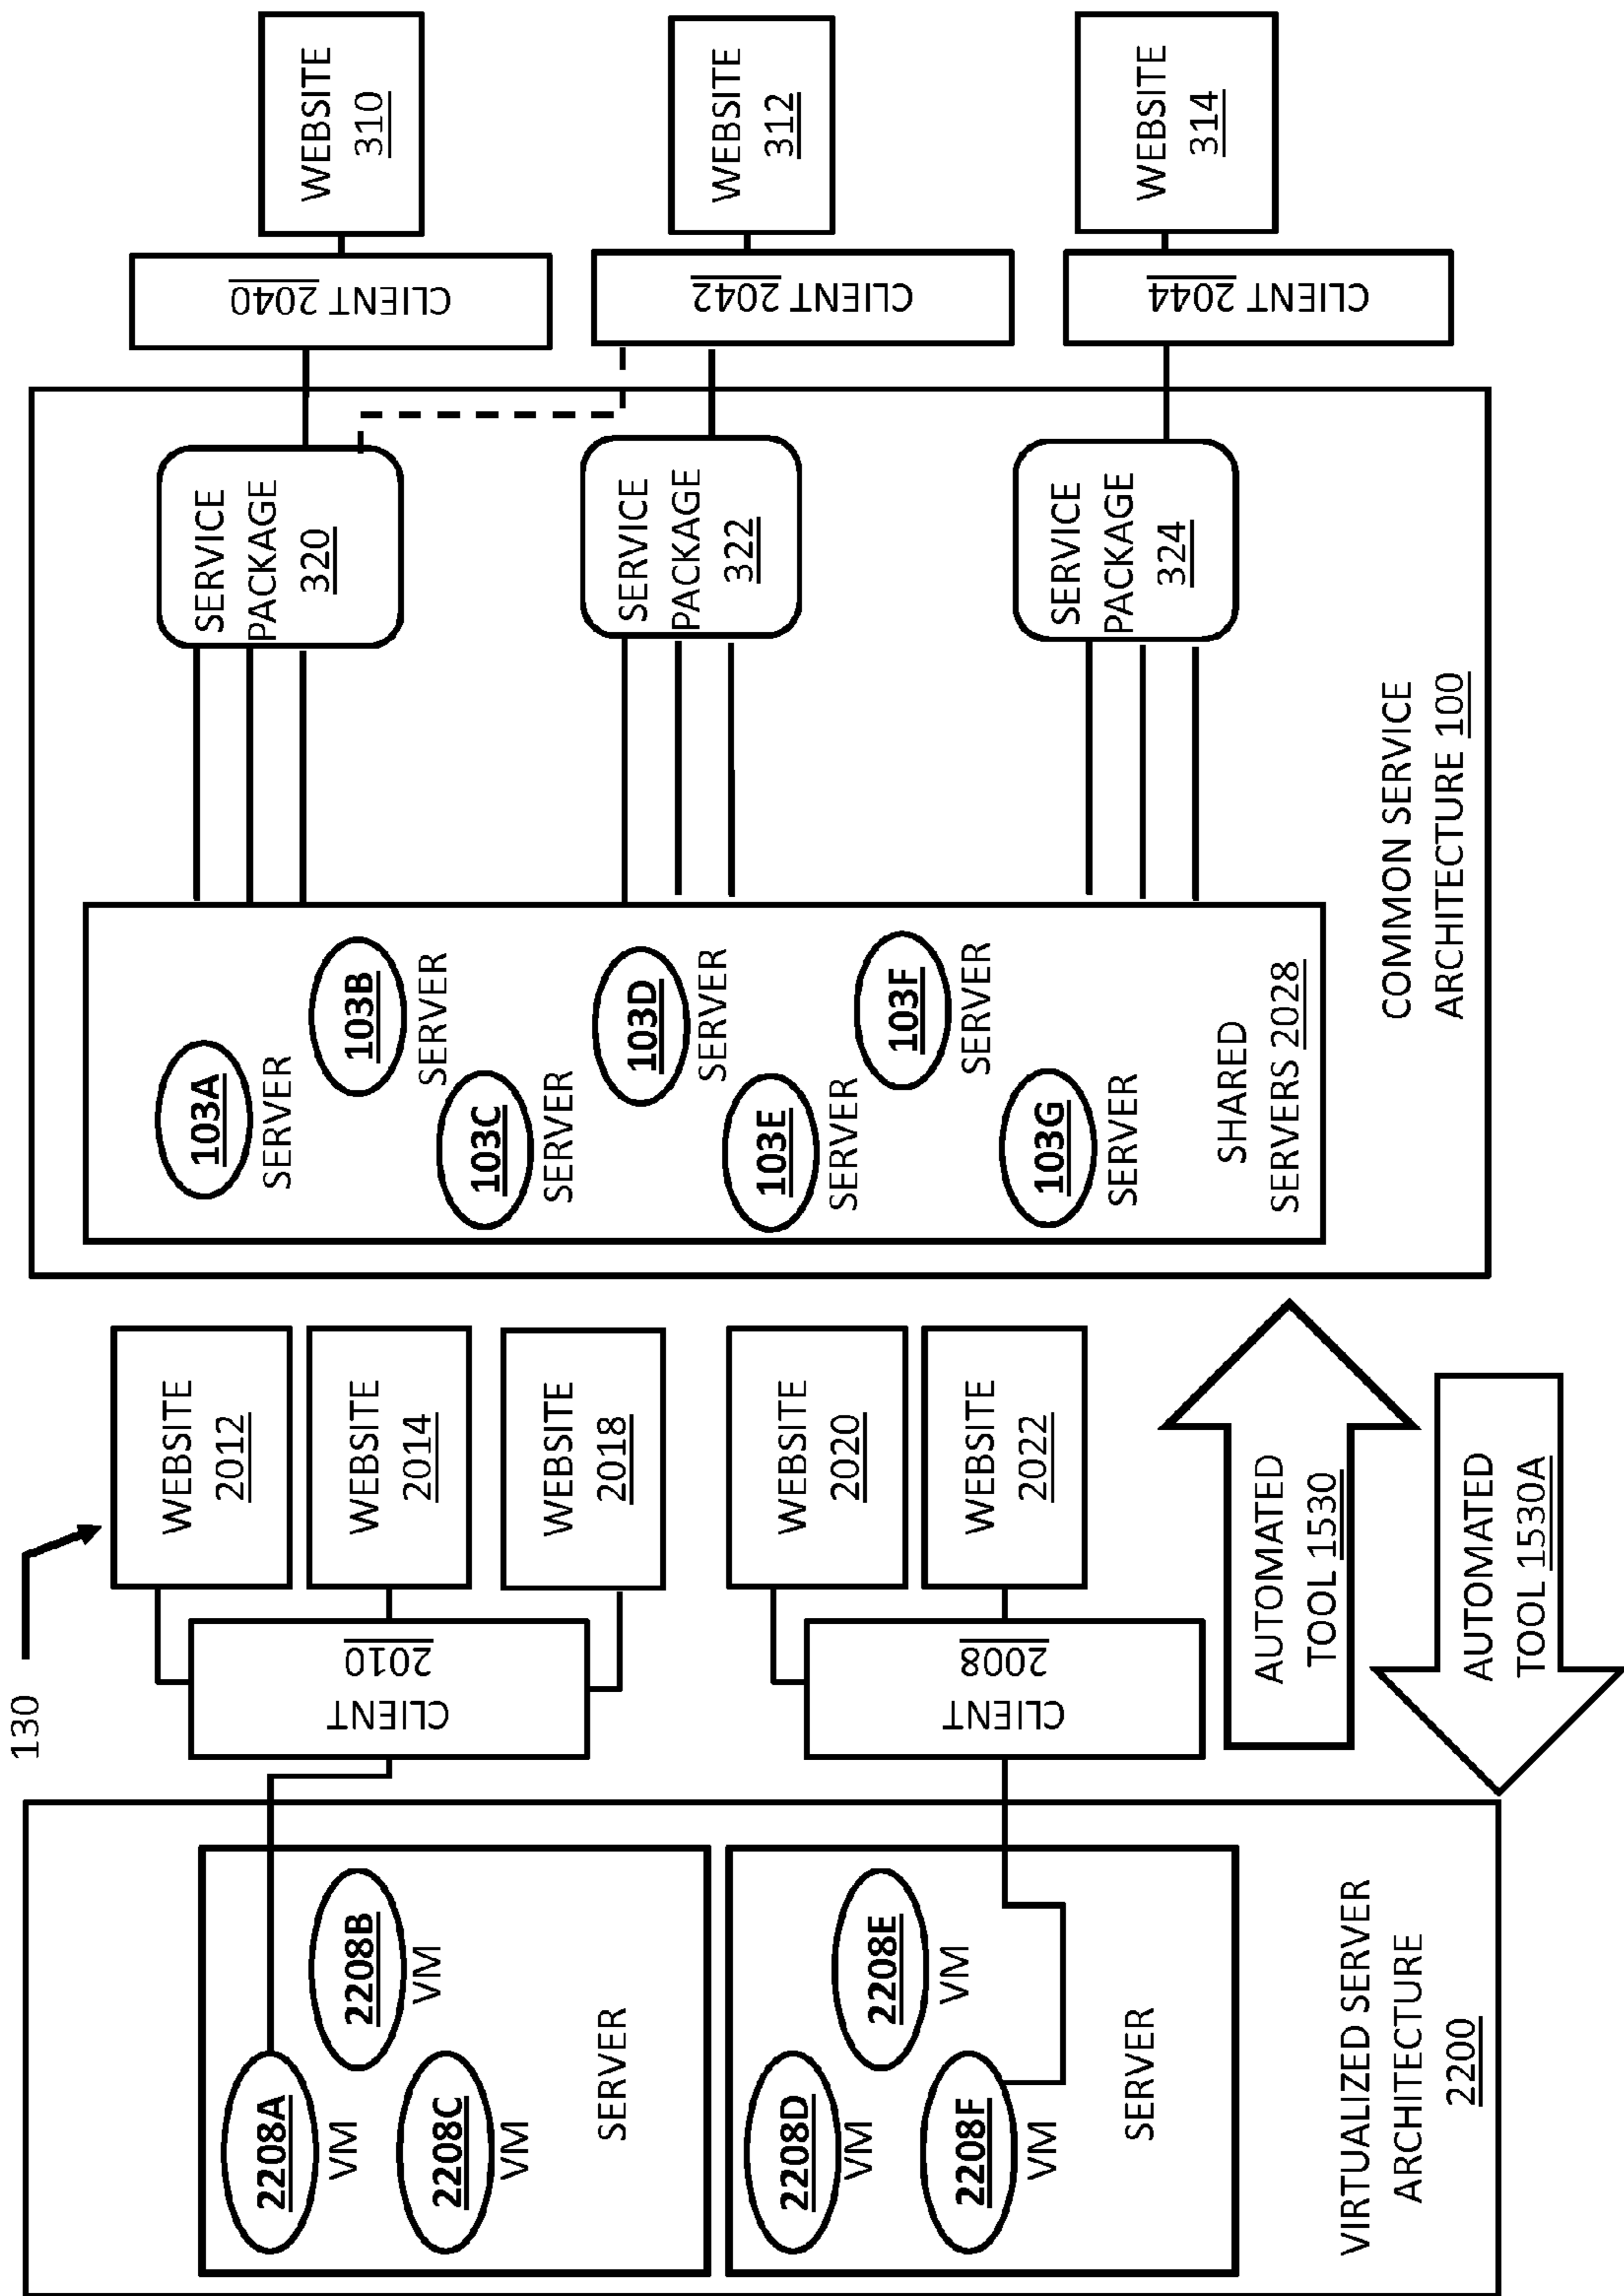 130
2208A
VM
2208B
VM
2208C
VM
SERVER
2208D
VM
2208E
VM
2208F
VM
SERVER
VIRTUALIZED SERVER
ARCHITECTURE
2200
CLIENT
2010
CLIENT
2008
WEBSITE
2012
WEBSITE
2014
WEBSITE
2018
WEBSITE
2020
WEBSITE
2022
AUTOMATED
TOOL 1530
AUTOMATED
TOOL 1530A
103A
SERVER
103B
SERVER
103C
SERVER
103D
SERVER
103E
SERVER
103F
SERVER
103G
SERVER
SHARED
SERVERS 2028
SERVICE
PACKAGE
320
SERVICE
PACKAGE
322
SERVICE
PACKAGE
324
COMMON SERVICE
ARCHITECTURE 100
CLIENT 2040
CLIENT 2042
CLIENT 2044
WEBSITE
310
WEBSITE
312
WEBSITE
314